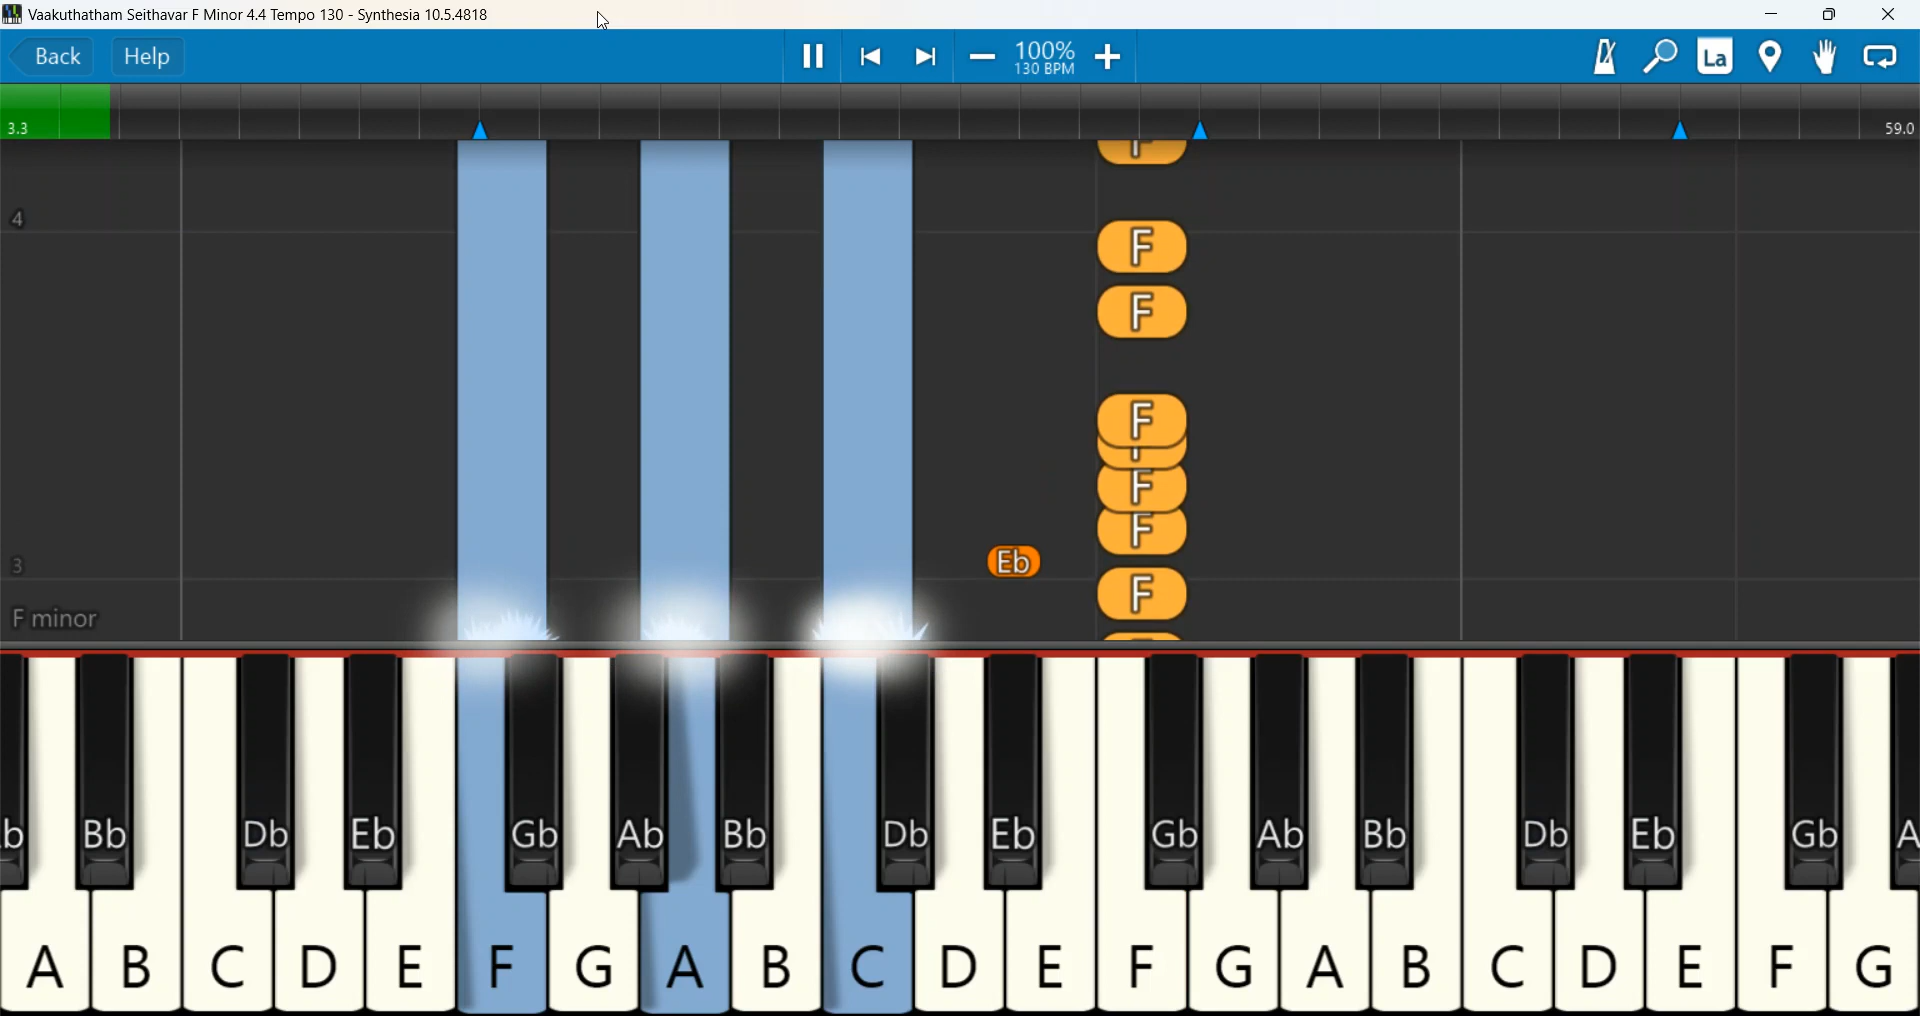 Vaakuthatham Seithavar F Minor 4.4 Tempo 130 - Synthesia 10.5.4818
Back Help 100% La
130 BPM
3.3 59.0
F
4 F
F
F
F
F
F
3 Eb
F
F minor
Bb Db Eb Gb Ab Bb Db Eb Gb Ab Bb Db Eb Gb
A B C D E F G A B C D E F G A B C D E F G